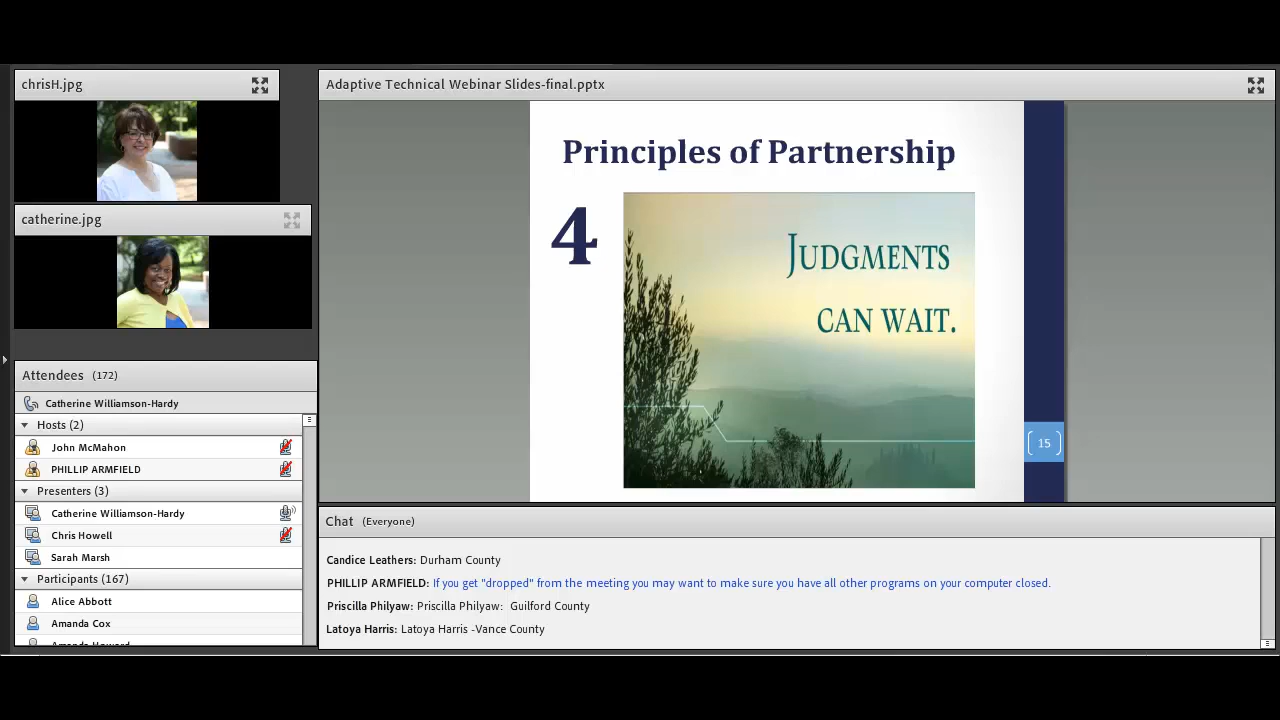 chrisH.jpg
catherine.jpg
Attendees (172)
Catherine Williamson-Hardy
Hosts (2)
John McMahon
PHILLIP ARMFIELD
Presenters (3)
Catherine Williamson-Hardy
Chris Howell
Sarah Marsh
Participants (167)
Alice Abbott
Amanda Cox
Adaptive Technical Webinar Slides-final.pptx
Principles of Partnership
4
JUDGMENTS
CAN WAIT.
15
Chat (Everyone)
Candice Leathers: Durham County
PHILLIP ARMFIELD: If you get "dropped" from the meeting you may want to make sure you have all other programs on your computer closed.
Priscilla Philyaw: Priscilla Philyaw: Guilford County
Latoya Harris: Latoya Harris -Vance County